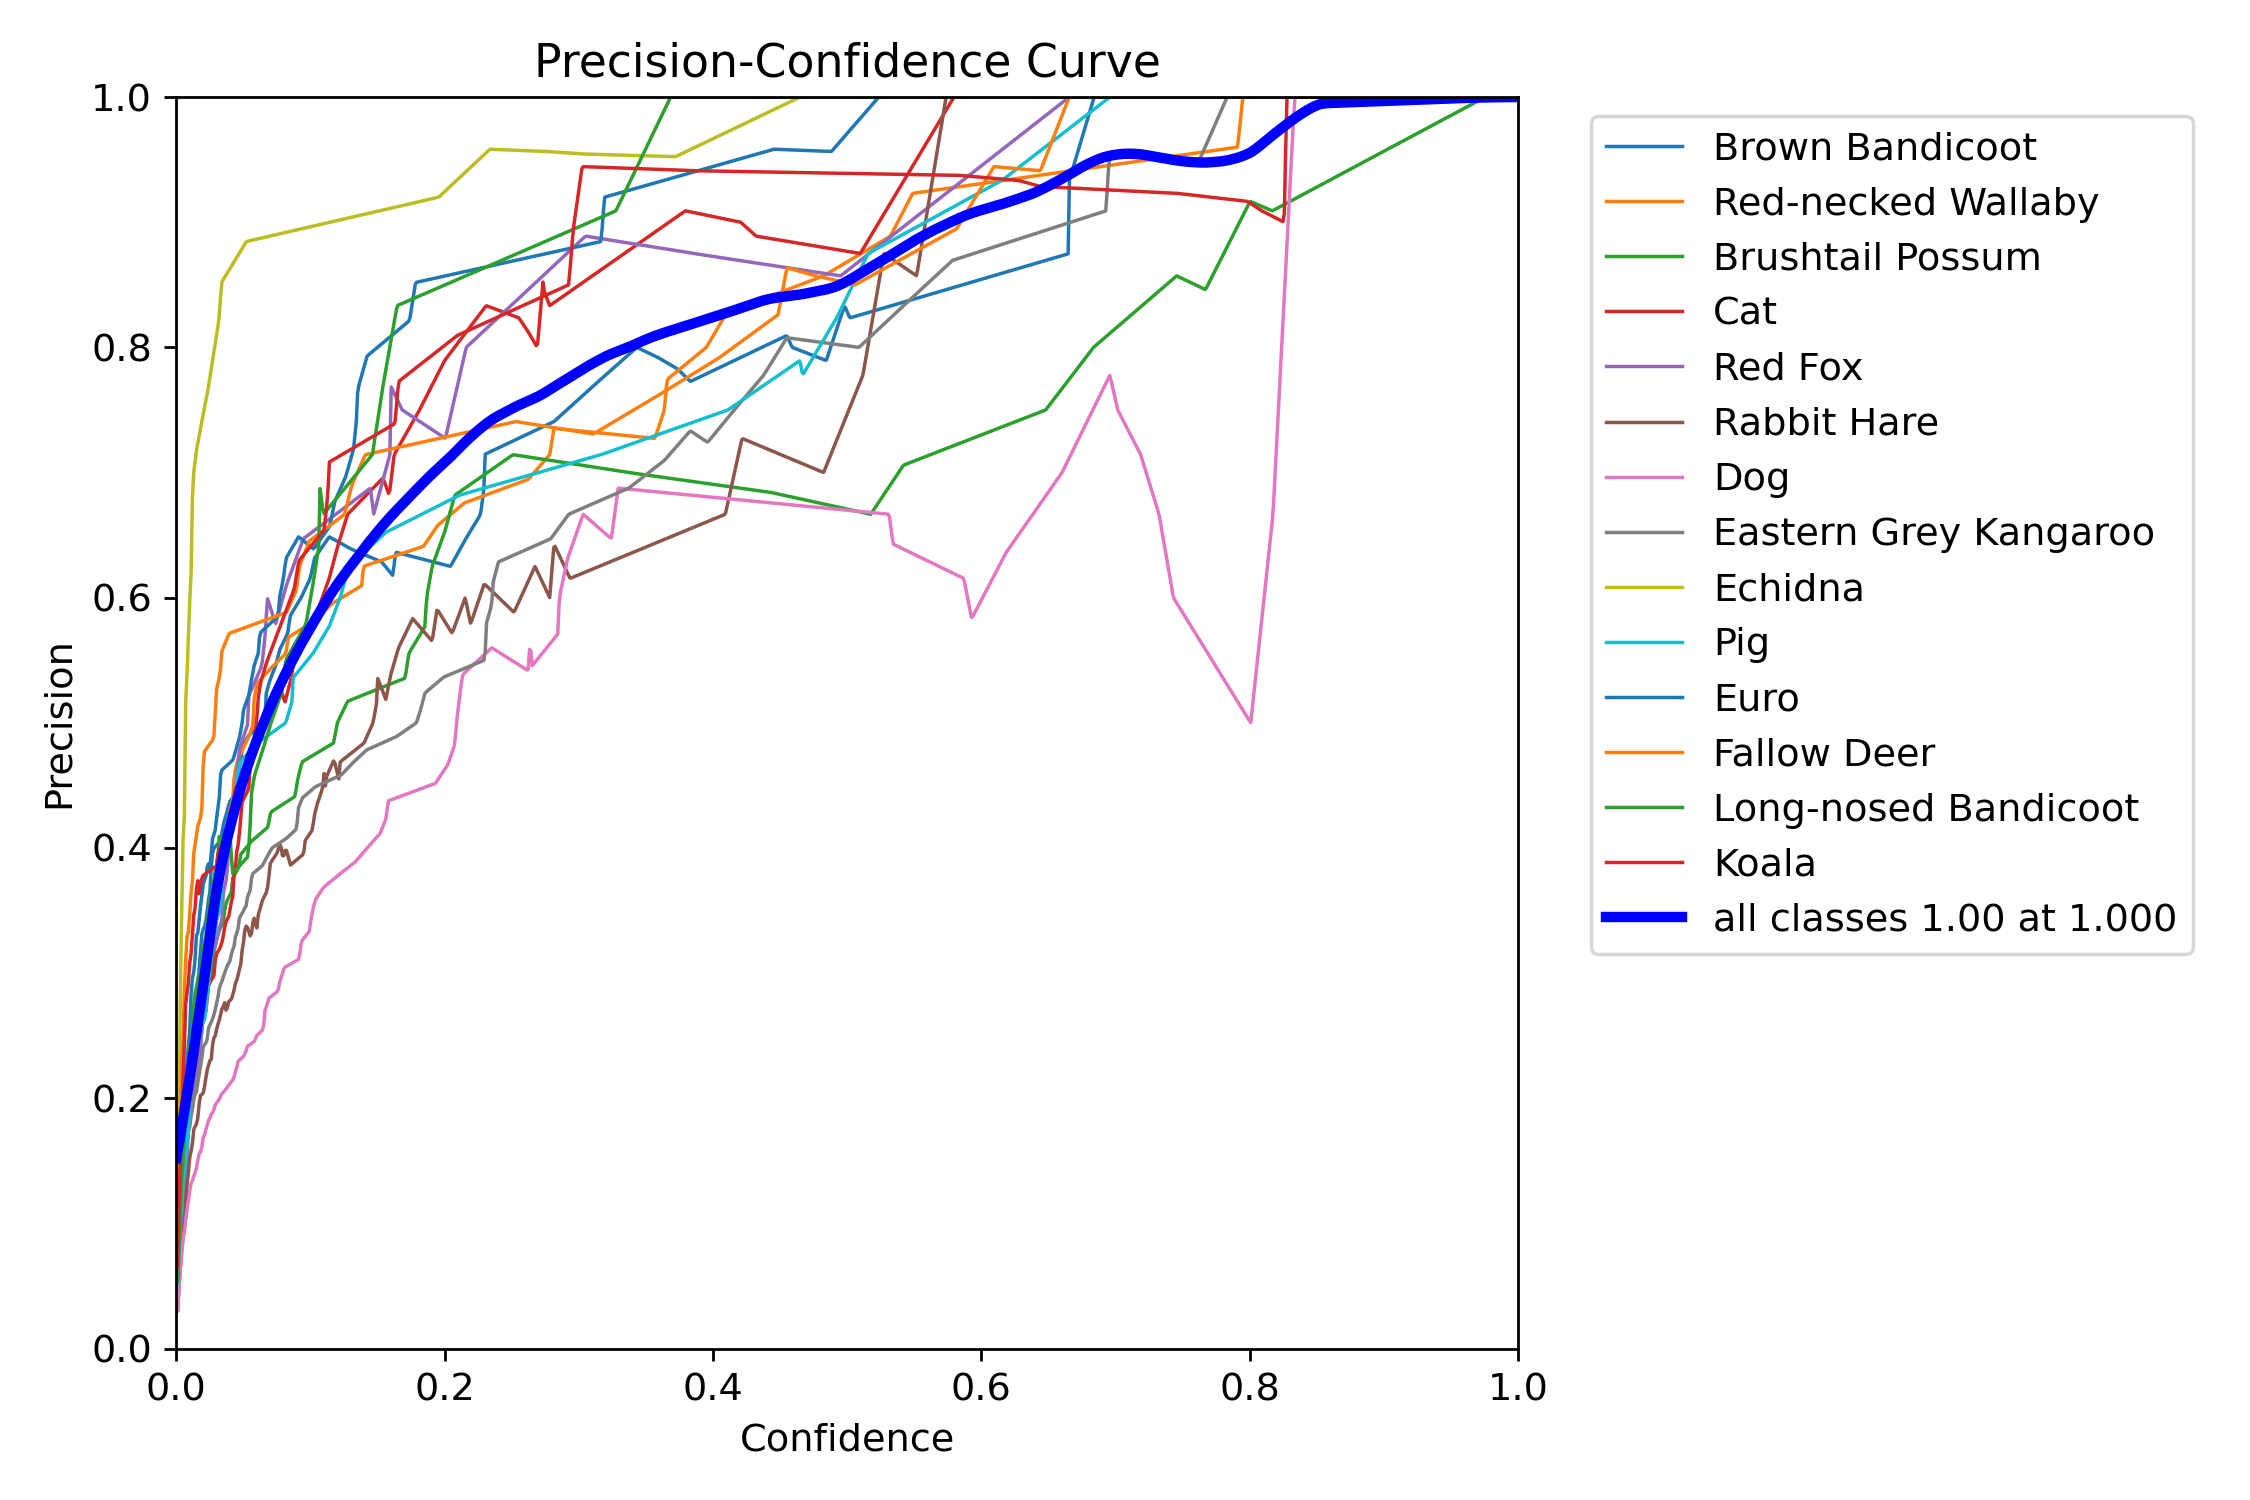 Precision-Confidence Curve
1.0
0.8
0.6
0.4
0.2
0.0
Precision
0.0 0.2 0.4 0.6 0.8 1.0
Confidence
Brown Bandicoot
Red-necked Wallaby
Brushtail Possum
Cat
Red Fox
Rabbit Hare
Dog
Eastern Grey Kangaroo
Echidna
Pig
Euro
Fallow Deer
Long-nosed Bandicoot
Koala
all classes 1.00 at 1.000